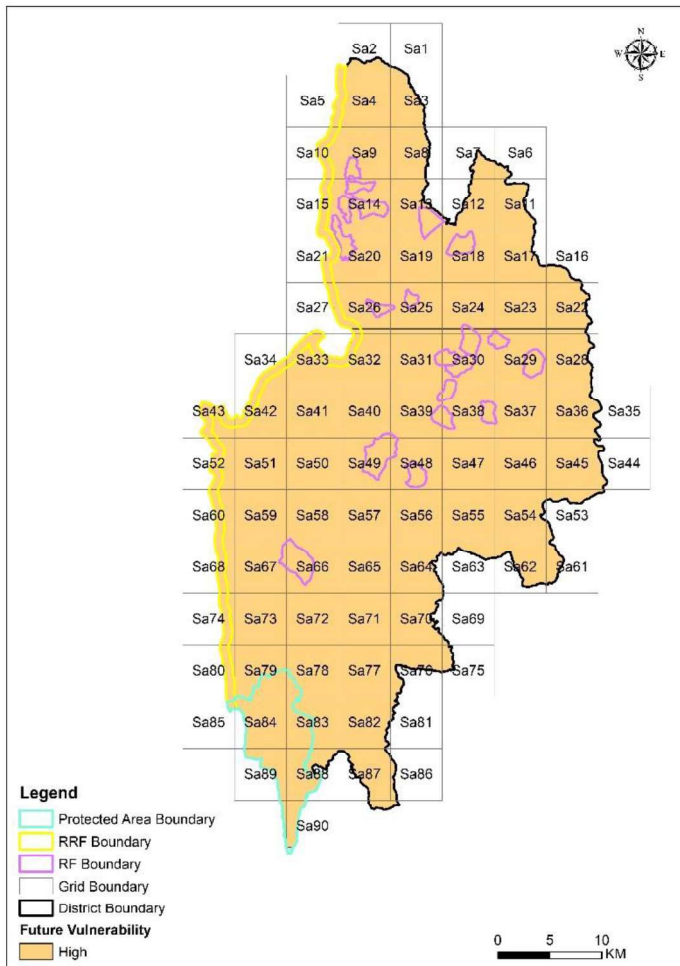 N
W E
S
Sa2 Sa1
Sa5 Sa4 Sa3
Sa10 Sa9 Sa8 Sa7 Sa6
Sa15 Sa14 Sa13 Sa12 Sa11
Sa21 Sa20 Sa19 Sa18 Sa17 Sa16
Sa27 Sa26 Sa25 Sa24 Sa23 Sa22
Sa34 Sa33 Sa32 Sa31 Sa30 Sa29 Sa28
Sa43 Sa42 Sa41 Sa40 Sa39 Sa38 Sa37 Sa36 Sa35
Sa52 Sa51 Sa50 Sa49 Sa48 Sa47 Sa46 Sa45 Sa44
Sa60 Sa59 Sa58 Sa57 Sa56 Sa55 Sa54 Sa53
Sa68 Sa67 Sa66 Sa65 Sa64 Sa63 Sa62 Sa61
Sa74 Sa73 Sa72 Sa71 Sa70 Sa69
Sa80 Sa79 Sa78 Sa77 Sa76 Sa75
Sa85 Sa84 Sa83 Sa82 Sa81
Sa89 Sa88 Sa87 Sa86
Sa90
Legend
Protected Area Boundary
RRF Boundary
RF Boundary
Grid Boundary
District Boundary
Future Vulnerability
High
0 5 10
KM